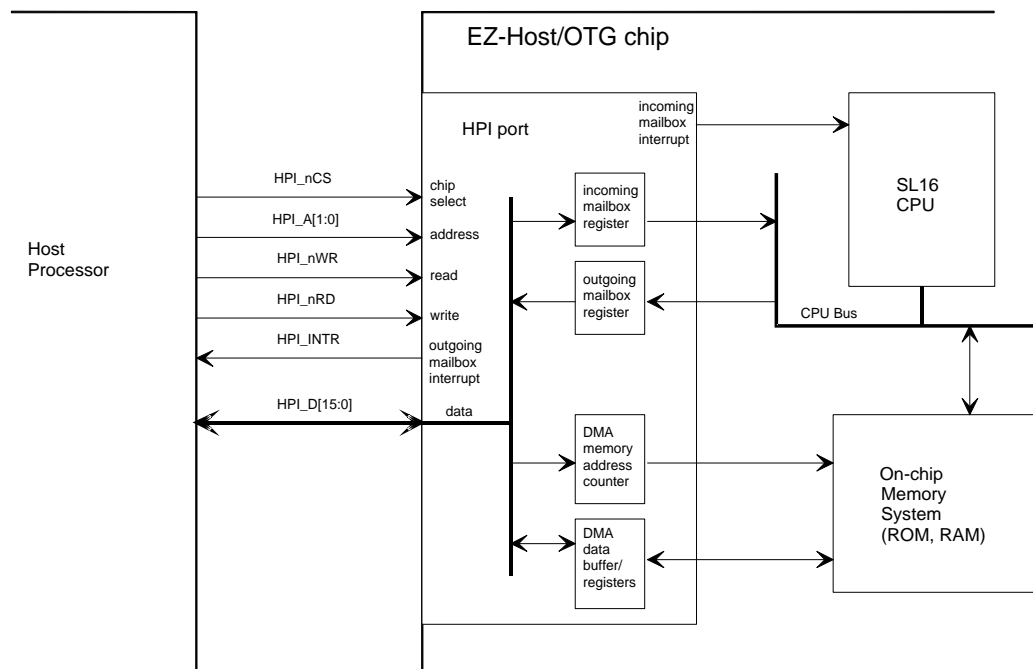 EZ-Host/OTG chip
HPI port
incoming
mailbox
interrupt
SL16
CPU
Host
Processor
HPI_nCS
chip
select
HPI_A[1:0]
address
HPI_nWR
read
HPI_nRD
write
HPI_INTR
outgoing
mailbox
interrupt
HPI_D[15:0]
data
incoming
mailbox
register
outgoing
mailbox
register
CPU Bus
DMA
memory
address
counter
DMA
data
buffer/
registers
On-chip
Memory
System
(ROM, RAM)